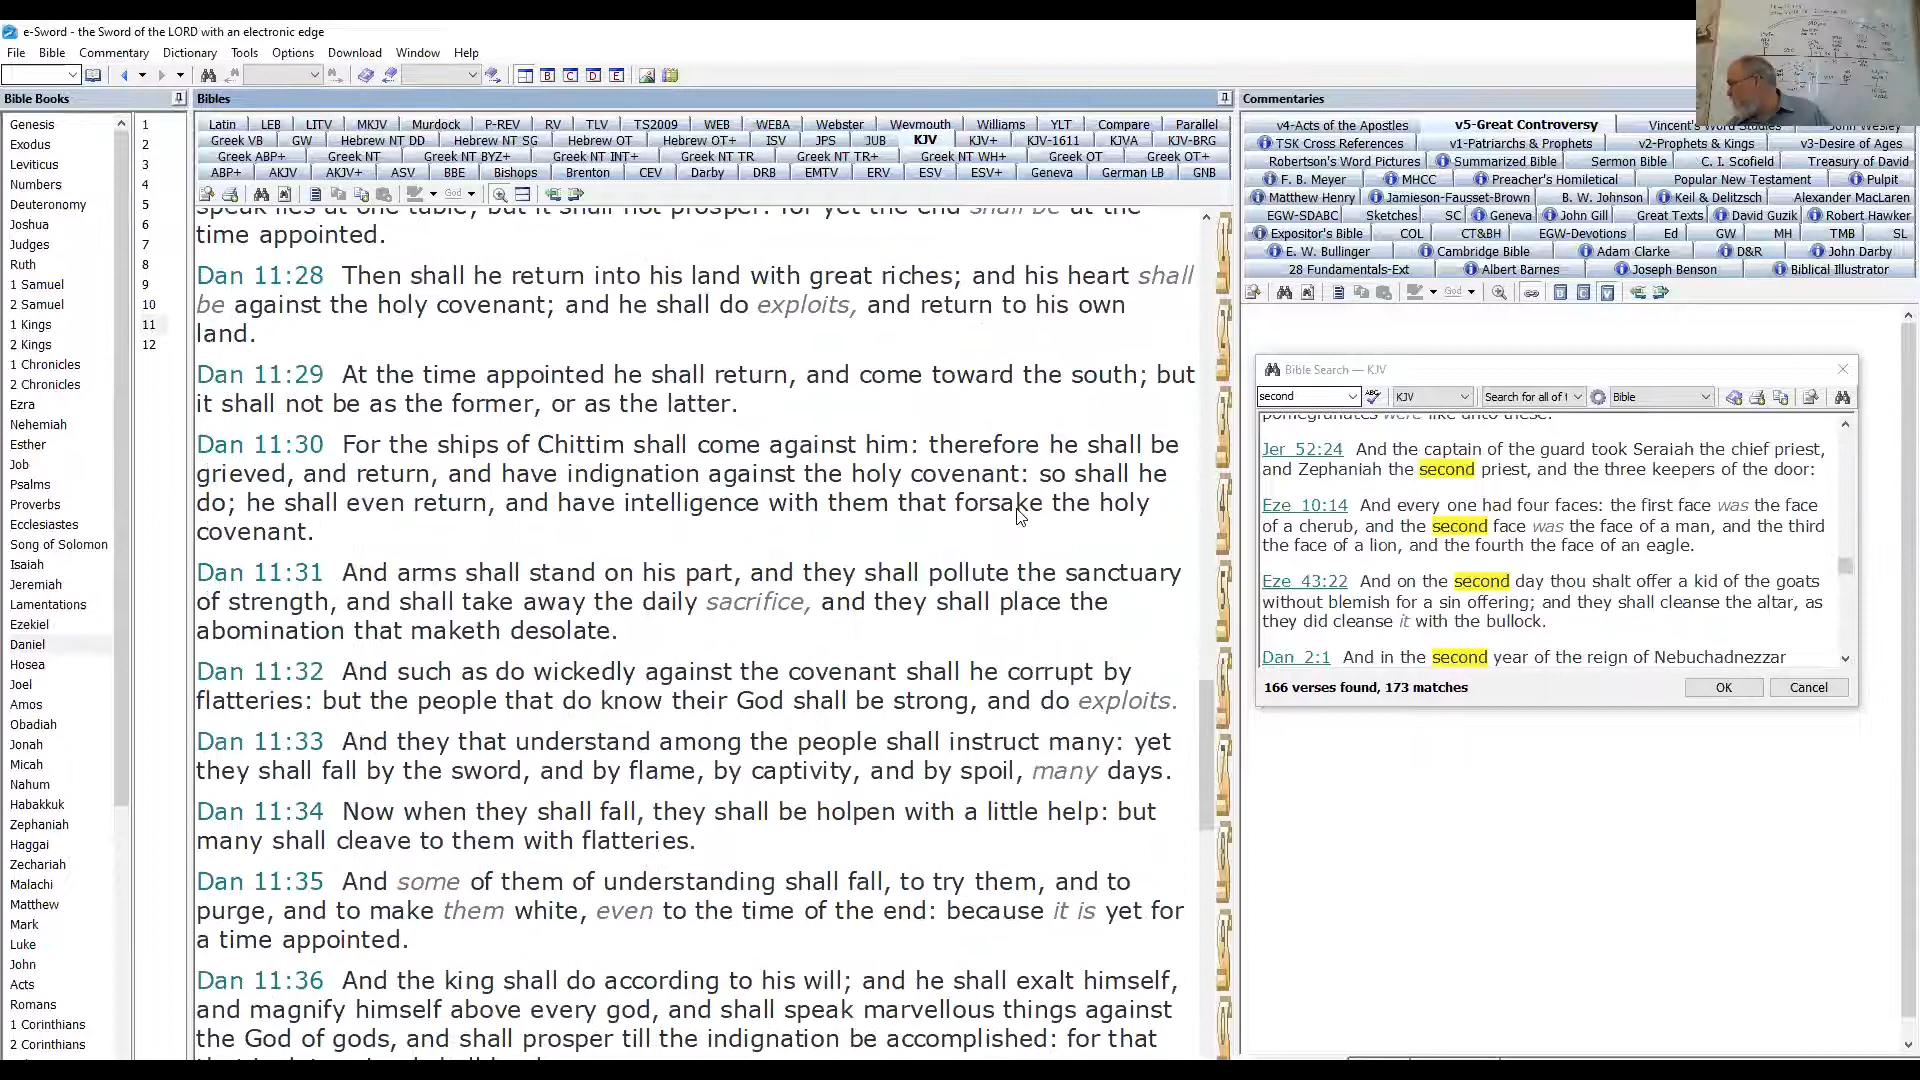 e-Sword - the Sword of the LORD with an electronic edge
File Bible Commentary Dictionary Tools Options Download Window Help
B C D E
Bible Books
Genesis
Exodus
Leviticus
Numbers
Deuteronomy
Joshua
Judges
Ruth
1 Samuel
2 Samuel
1 Kings
2 Kings
1 Chronicles
2 Chronicles
Ezra
Nehemiah
Esther
Job
Psalms
Proverbs
Ecclesiastes
Song of Solomon
Isaiah
Jeremiah
Lamentations
Ezekiel
Daniel
Hosea
Joel
Amos
Obadiah
Jonah
Micah
Nahum
Habakkuk
Zephaniah
Haggai
Zechariah
Malachi
Matthew
Mark
Luke
John
Acts
Romans
1 Corinthians
2 Corinthians
1
2
3
4
5
6
7
8
9
10
11
12
Bibles
Latin LEB LITV MKJV Murdock P-REV RV TLV TS2009 WEB WEBA Webster Weymouth Williams YLT Compare Parallel
Greek VB GW Hebrew NT DD Hebrew NT SG Hebrew OT Hebrew OT+ ISV JPS JUB KJV KJV+ KJV-1611 KJVA KJV-BRG
Greek ABP+ Greek NT Greek NT BYZ+ Greek NT INT+ Greek NT TR Greek NT TR+ Greek NT WH+ Greek OT Greek OT+
ABP+ AKJV AKJV+ ASV BBE Bishops Brenton CEV Darby DRB EMTV ERV ESV ESV+ Geneva German LB GNB
God
speak lies at one table; but it shall not prosper: for yet the end shall be at the
time appointed.
Dan 11:28 Then shall he return into his land with great riches; and his heart shall
be against the holy covenant; and he shall do exploits, and return to his own
land.
Dan 11:29 At the time appointed he shall return, and come toward the south; but
it shall not be as the former, or as the latter.
Dan 11:30 For the ships of Chittim shall come against him: therefore he shall be
grieved, and return, and have indignation against the holy covenant: so shall he
do; he shall even return, and have intelligence with them that forsake the holy
covenant.
Dan 11:31 And arms shall stand on his part, and they shall pollute the sanctuary
of strength, and shall take away the daily sacrifice, and they shall place the
abomination that maketh desolate.
Dan 11:32 And such as do wickedly against the covenant shall he corrupt by
flatteries: but the people that do know their God shall be strong, and do exploits.
Dan 11:33 And they that understand among the people shall instruct many: yet
they shall fall by the sword, and by flame, by captivity, and by spoil, many days.
Dan 11:34 Now when they shall fall, they shall be holpen with a little help: but
many shall cleave to them with flatteries.
Dan 11:35 And some of them of understanding shall fall, to try them, and to
purge, and to make them white, even to the time of the end: because it is yet for
a time appointed.
Dan 11:36 And the king shall do according to his will; and he shall exalt himself,
and magnify himself above every god, and shall speak marvellous things against
the God of gods, and shall prosper till the indignation be accomplished: for that
Commentaries
v4-Acts of the Apostles v5-Great Controversy Vincent's Word Studies John Wesley
TSK Cross References v1-Patriarchs & Prophets v2-Prophets & Kings v3-Desire of Ages
Robertson's Word Pictures Summarized Bible Sermon Bible C. I. Scofield Treasury of David
F. B. Meyer MHCC Preacher's Homiletical Popular New Testament Pulpit
Matthew Henry Jamieson-Fausset-Brown B. W. Johnson Keil & Delitzsch Alexander MacLaren
EGW-SDABC Sketches SC Geneva John Gill Great Texts David Guzik Robert Hawker
Expositor's Bible COL CT&BH EGW-Devotions Ed GW MH TMB SL
E. W. Bullinger Cambridge Bible Adam Clarke D&R John Darby
28 Fundamentals-Ext Albert Barnes Joseph Benson Biblical Illustrator
God
Bible Search — KJV
second KJV Search for all of t Bible
pomegranates were like unto these.
Jer 52:24 And the captain of the guard took Seraiah the chief priest,
and Zephaniah the second priest, and the three keepers of the door:
Eze 10:14 And every one had four faces: the first face was the face
of a cherub, and the second face was the face of a man, and the third
the face of a lion, and the fourth the face of an eagle.
Eze 43:22 And on the second day thou shalt offer a kid of the goats
without blemish for a sin offering; and they shall cleanse the altar, as
they did cleanse it with the bullock.
Dan 2:1 And in the second year of the reign of Nebuchadnezzar
166 verses found, 173 matches
OK Cancel